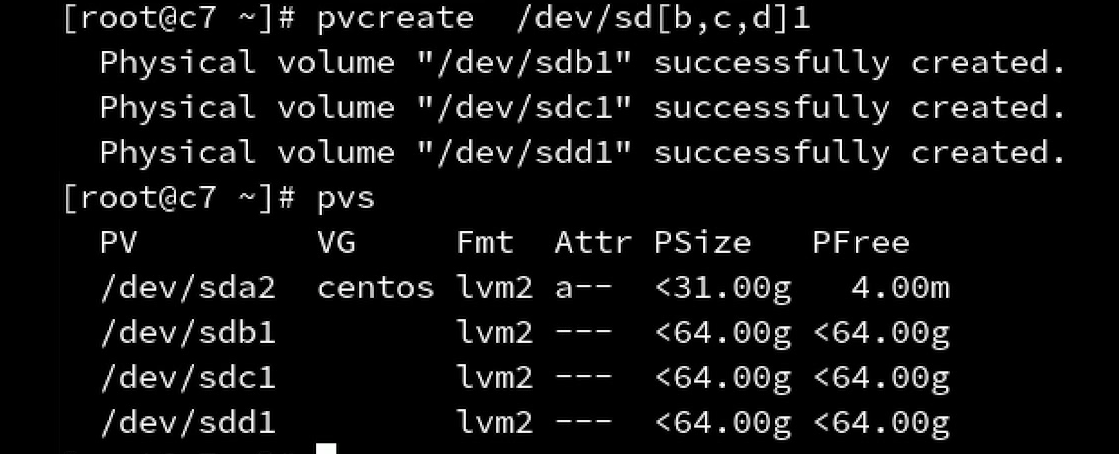 [root@c7 ~]# pvcreate  /dev/sd[b,c,d]1
  Physical volume "/dev/sdb1" successfully created.
  Physical volume "/dev/sdc1" successfully created.
  Physical volume "/dev/sdd1" successfully created.
[root@c7 ~]# pvs
  PV         VG     Fmt  Attr PSize   PFree
  /dev/sda2  centos lvm2 a--  <31.00g   4.00m
  /dev/sdb1         lvm2 ---  <64.00g <64.00g
  /dev/sdc1         lvm2 ---  <64.00g <64.00g
  /dev/sdd1         lvm2 ---  <64.00g <64.00g